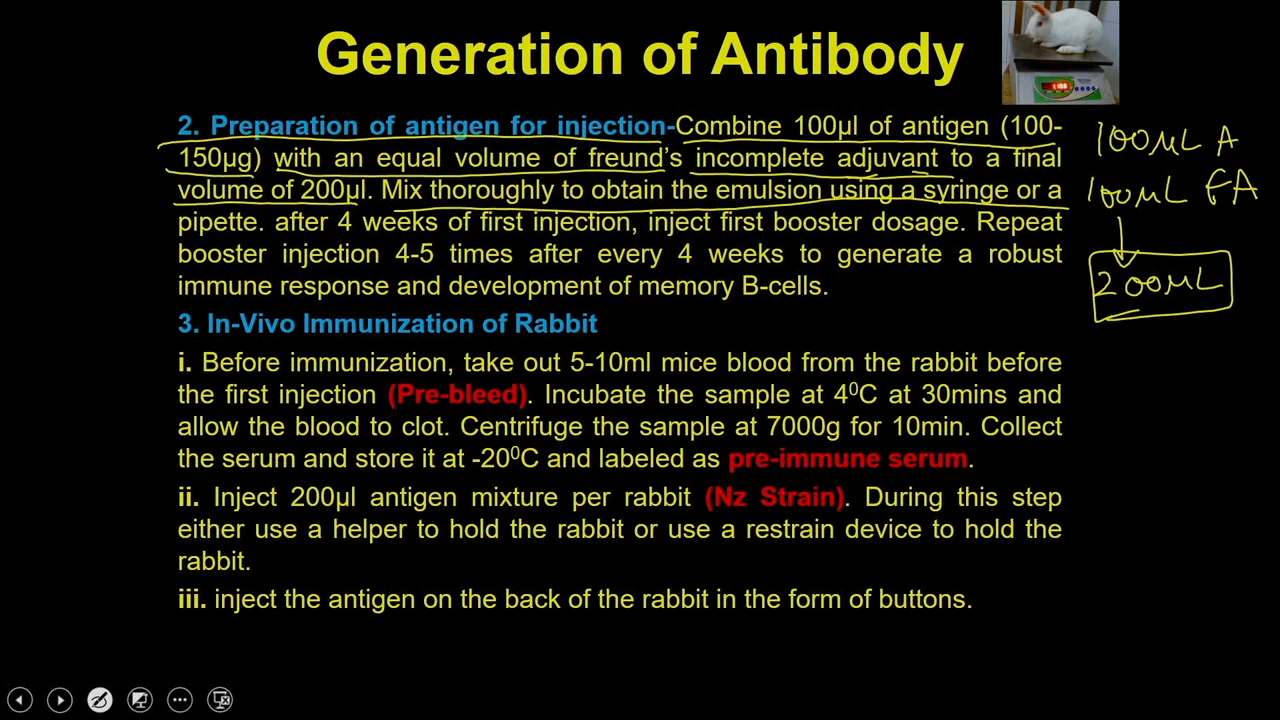 Generation of Antibody
2. Preparation of antigen for injection-Combine 100µl of antigen (100-
150µg) with an equal volume of freund's incomplete adjuvant to a final
volume of 200µl. Mix thoroughly to obtain the emulsion using a syringe or a
pipette. after 4 weeks of first injection, inject first booster dosage. Repeat
booster injection 4-5 times after every 4 weeks to generate a robust
immune response and development of memory B-cells.
3. In-Vivo Immunization of Rabbit
i. Before immunization, take out 5-10ml mice blood from the rabbit before
the first injection (Pre-bleed). Incubate the sample at 4⁰C at 30mins and
allow the blood to clot. Centrifuge the sample at 7000g for 10min. Collect
the serum and store it at -20⁰C and labeled as pre-immune serum.
ii. Inject 200µl antigen mixture per rabbit (Nz Strain). During this step
either use a helper to hold the rabbit or use a restrain device to hold the
rabbit.
iii. inject the antigen on the back of the rabbit in the form of buttons.
100µL A
100µL FA
200µL